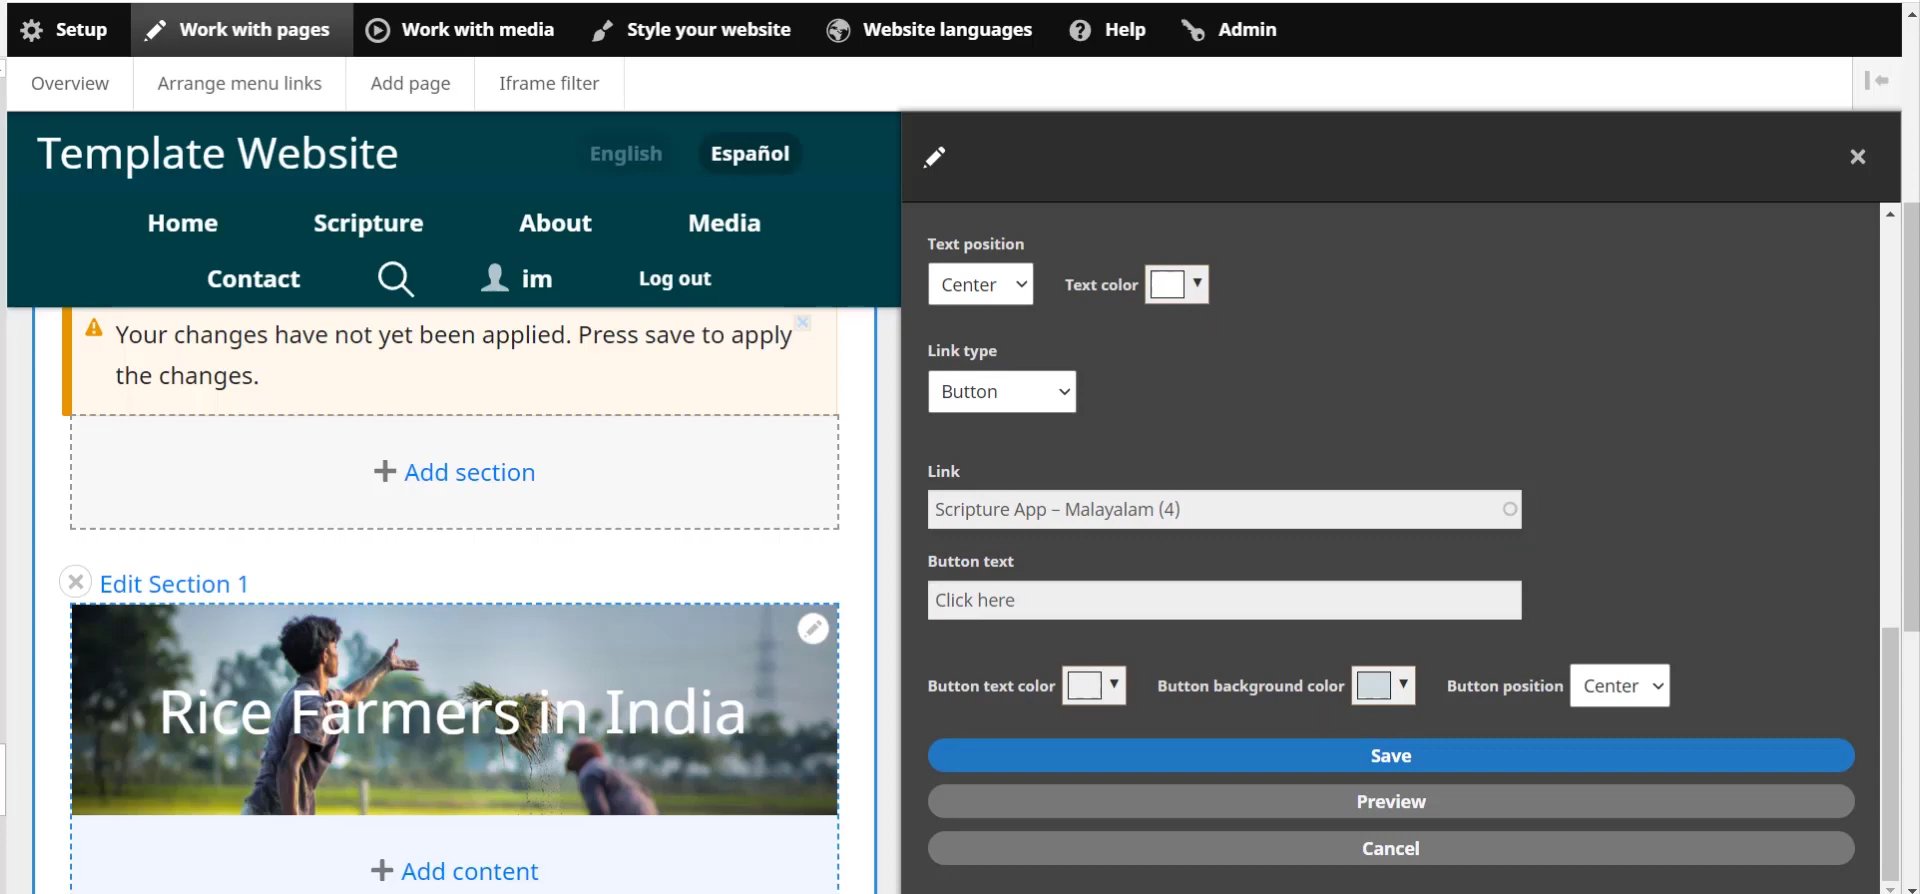 Setup
Work with pages
Work with media
Style your website
Website languages
Help
Admin
Overview
Arrange menu links
Add page
Iframe filter
Template Website
English
Español
Home
Scripture
About
Media
Contact
im
Log out
Your changes have not yet been applied. Press save to apply
the changes.
Add section
Edit Section 1
Rice Farmers in India
Add content
Text position
Center
Text color
Link type
Button
Link
Scripture App – Malayalam (4)
Button text
Click here
Button text color
Button background color
Button position
Center
Save
Preview
Cancel